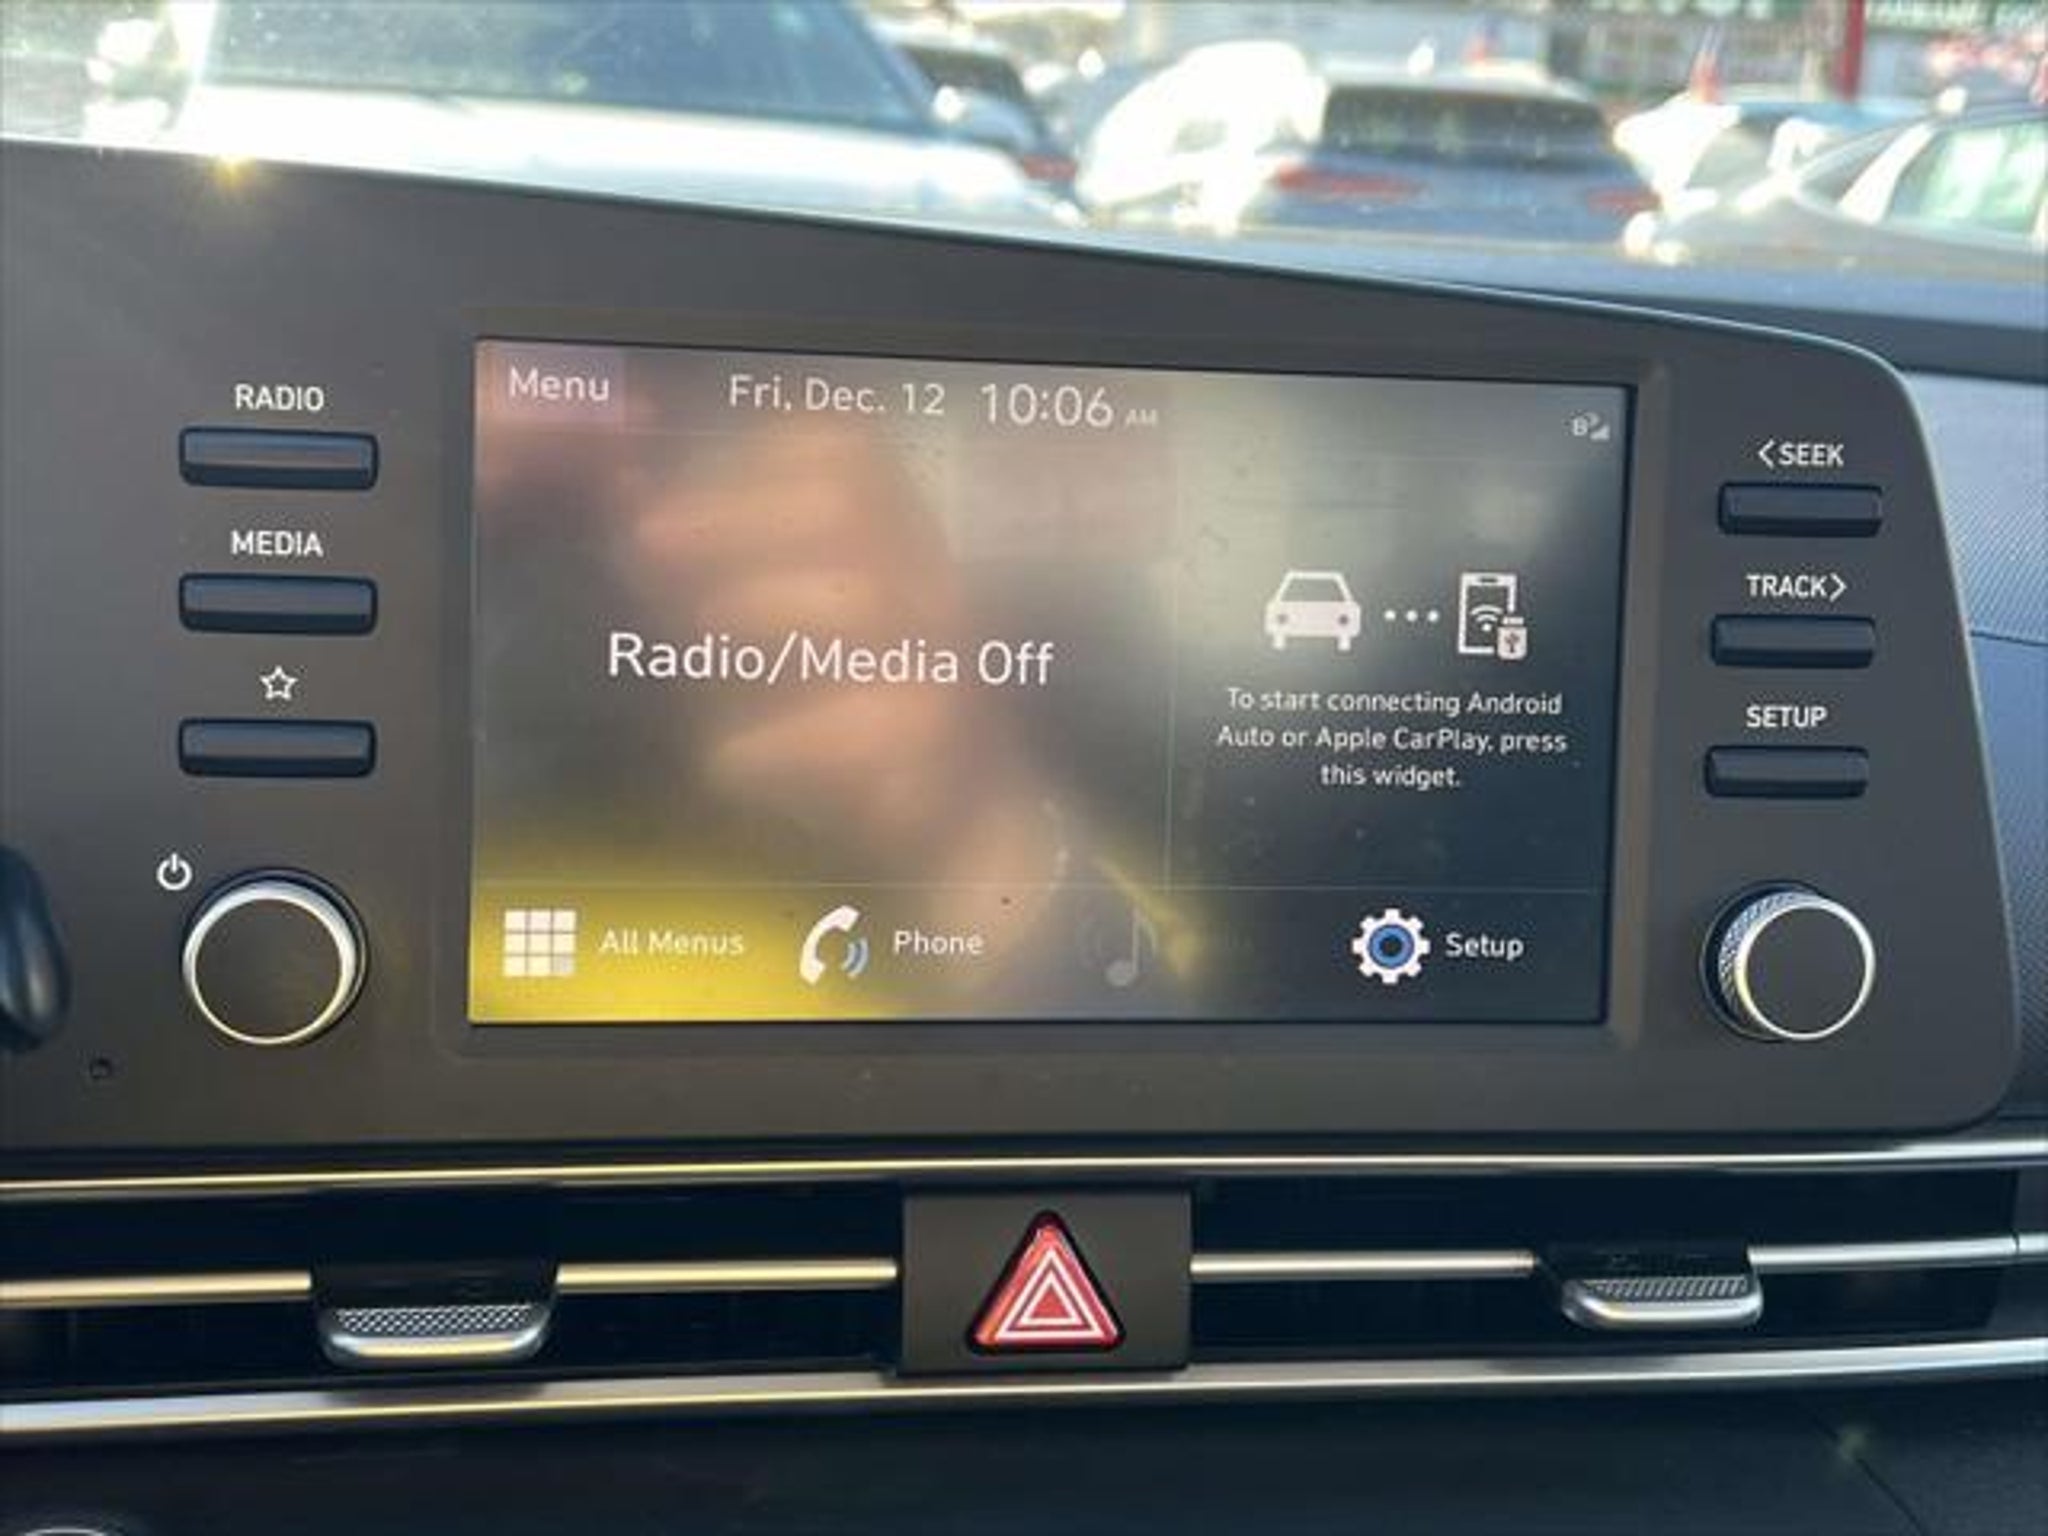 RADIO
MEDIA
Menu
Fri, Dec. 12 10:06 AM
Radio/Media Off
To start connecting Android
Auto or Apple CarPlay, press
this widget.
All Menus
Phone
Setup
<SEEK
TRACK>
SETUP